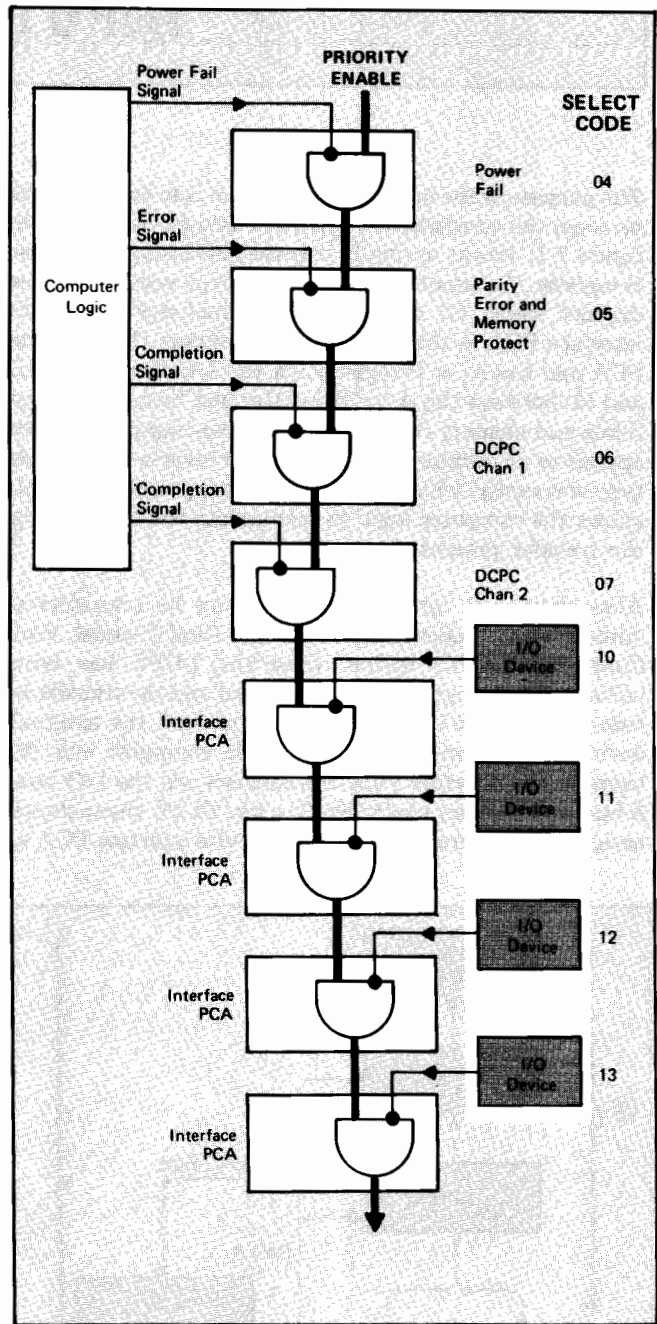 Power Fail
Signal
PRIORITY
ENABLE
SELECT
CODE
Power
Fail
04
Error
Signal
Computer
Logic
Parity
Error and
Memory
Protect
05
Completion
Signal
DCPC
Chan 1
06
Completion
Signal
DCPC
Chan 2
07
I/O
Device
10
Interface
PCA
I/O
Device
11
Interface
PCA
I/O
Device
12
Interface
PCA
I/O
Device
13
Interface
PCA